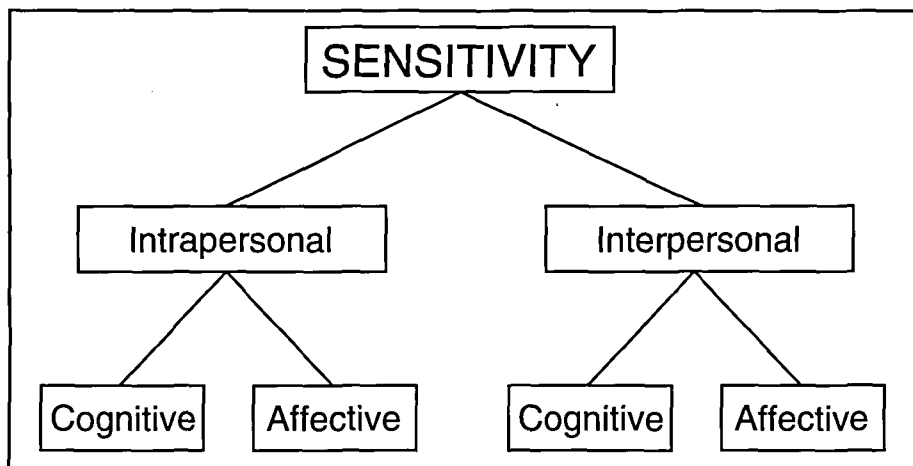 SENSITIVITY
Intrapersonal Interpersonal
Cognitive Affective Cognitive Affective